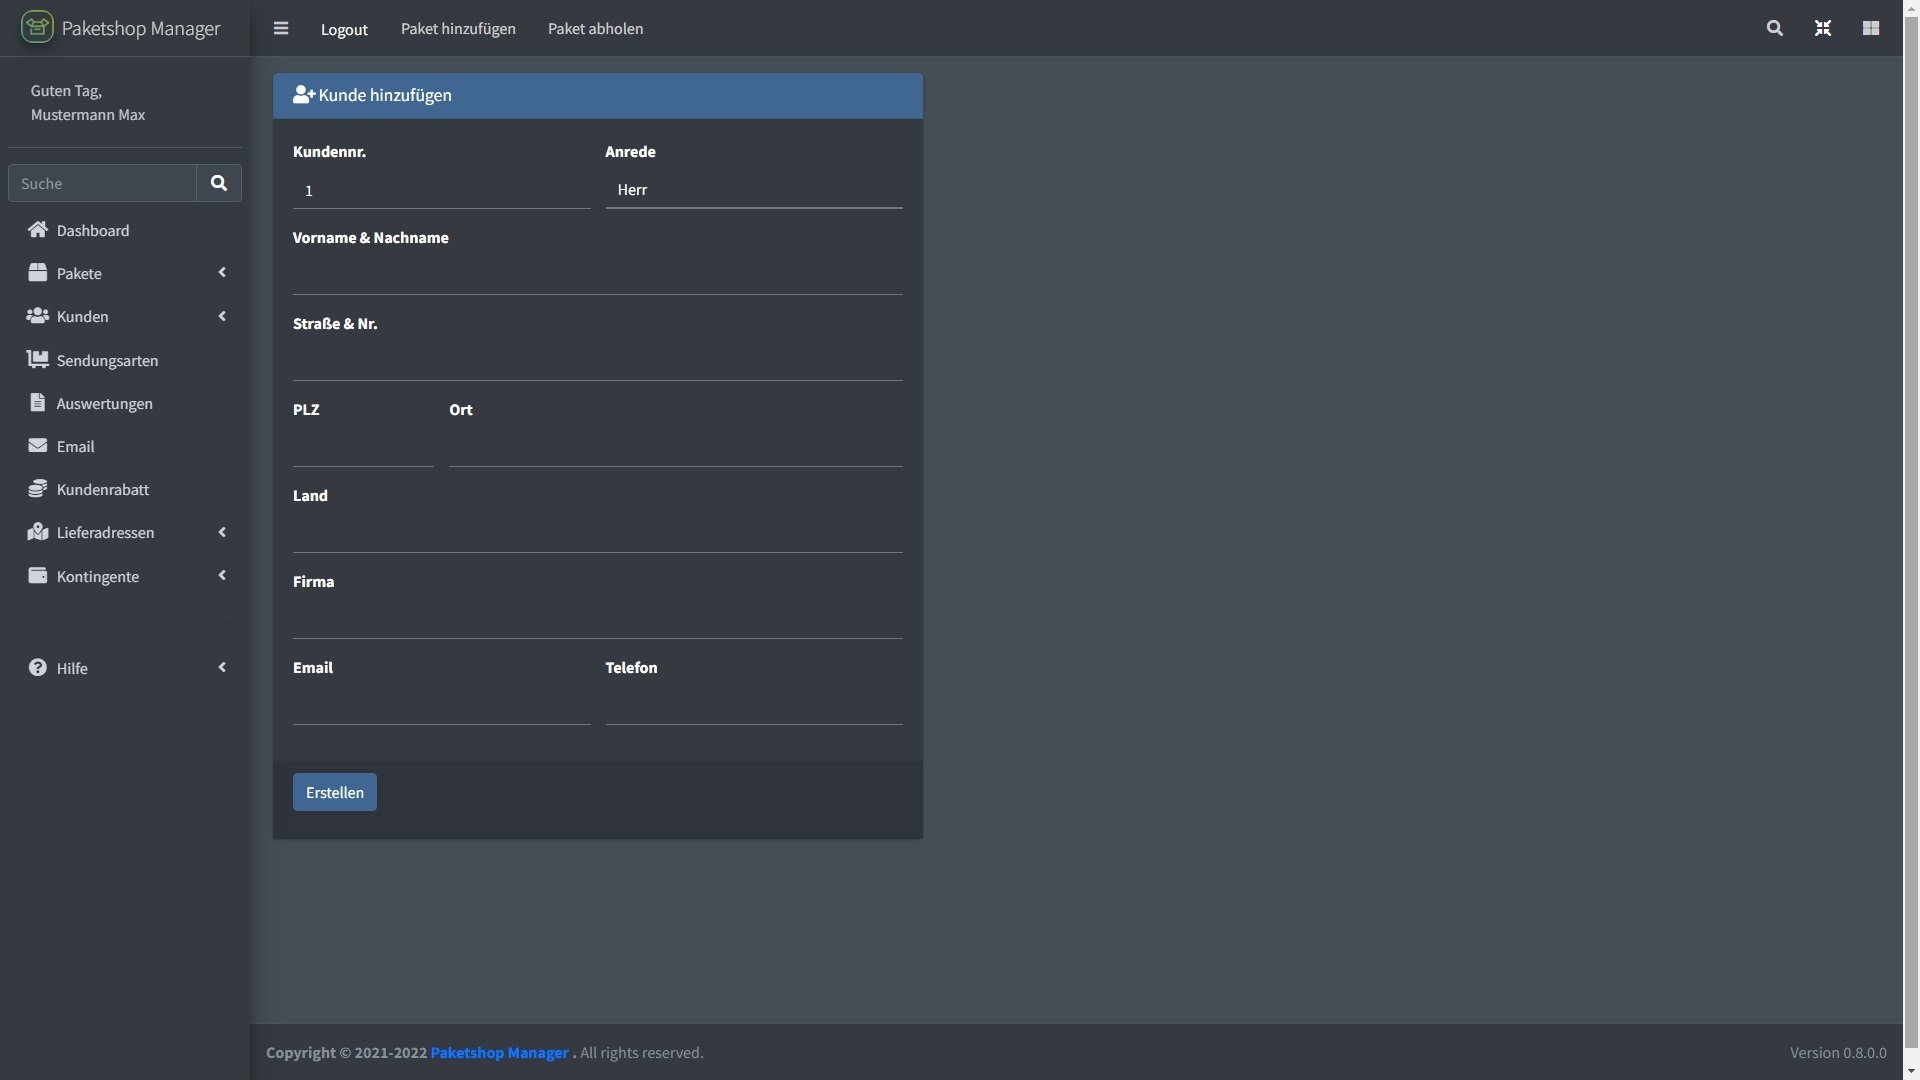 Paketshop Manager
Logout Paket hinzufügen Paket abholen
Guten Tag,
Mustermann Max
Suche
Dashboard
Pakete
Kunden
Sendungsarten
Auswertungen
Email
Kundenrabatt
Lieferadressen
Kontingente
Hilfe
Kunde hinzufügen
Kundennr. Anrede
1 Herr
Vorname & Nachname
Straße & Nr.
PLZ Ort
Land
Firma
Email Telefon
Erstellen
Copyright © 2021-2022 Paketshop Manager . All rights reserved.
Version 0.8.0.0